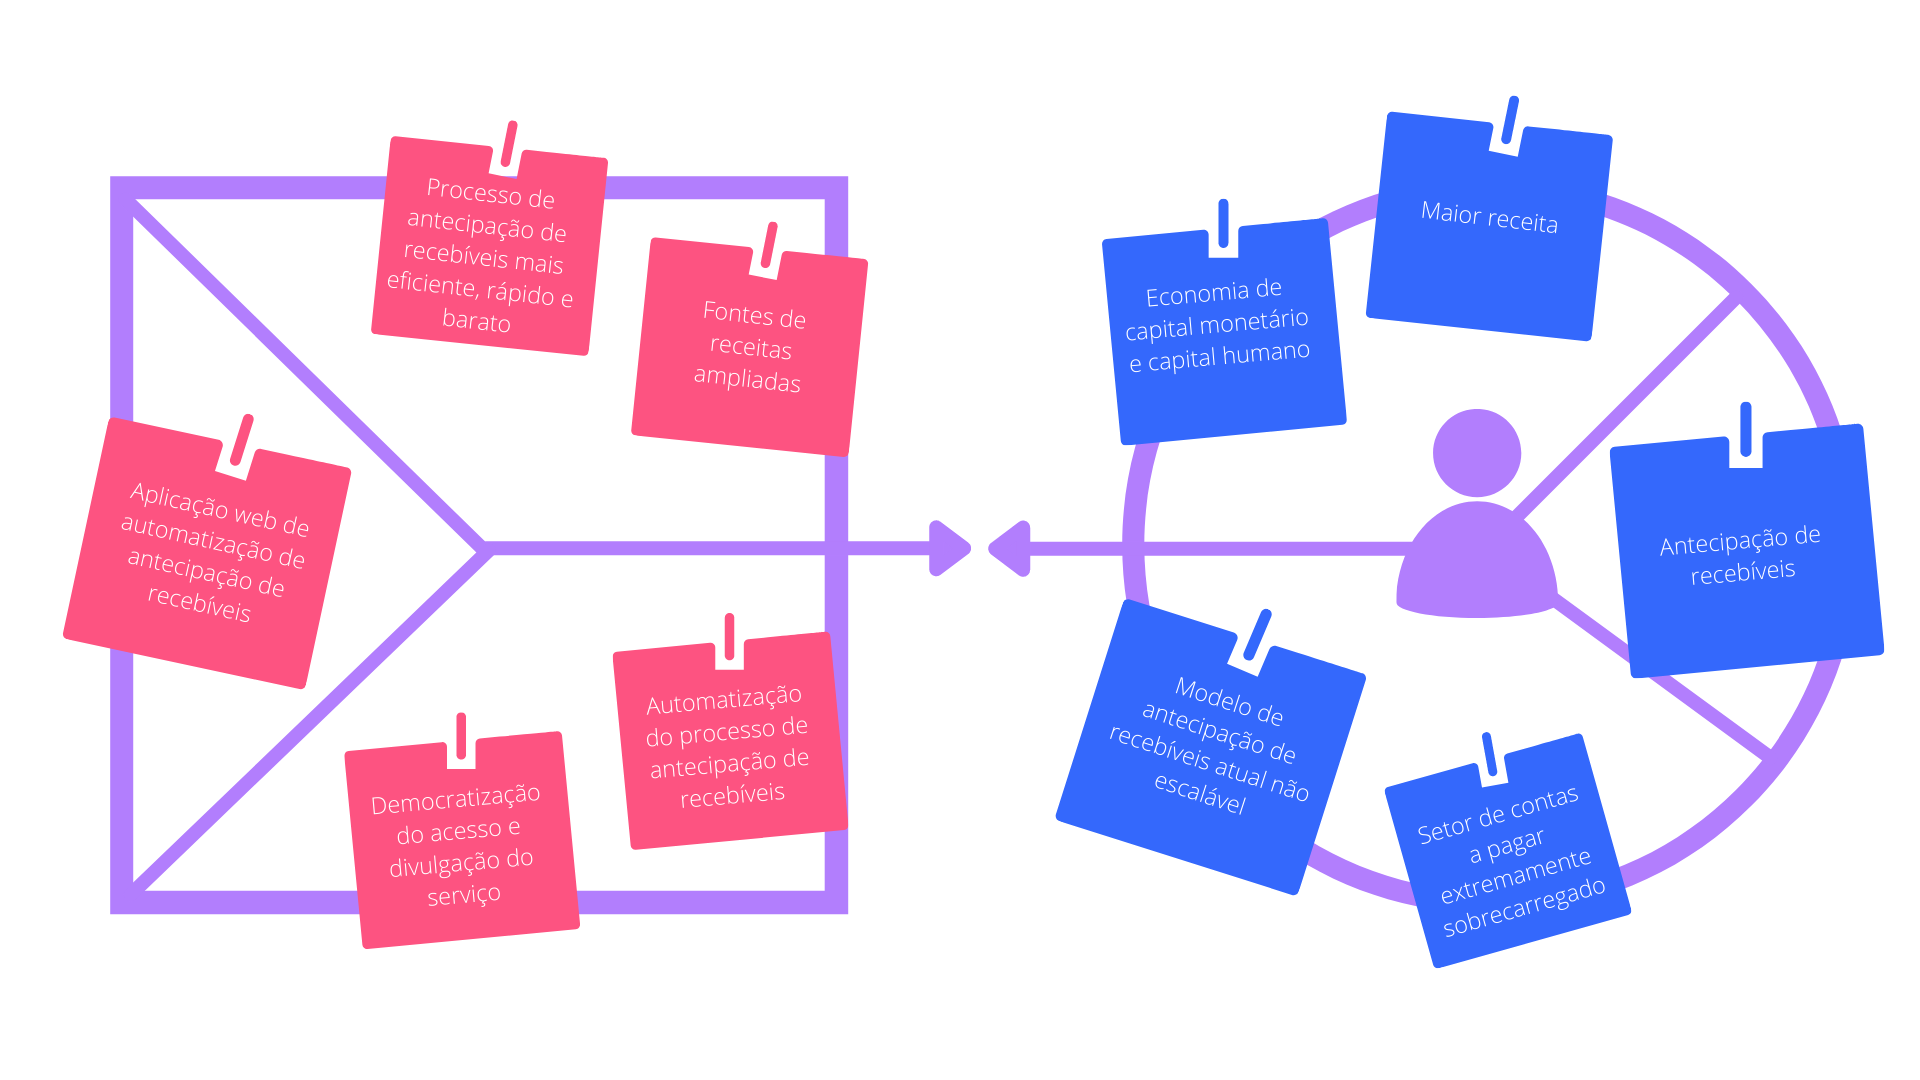 Processo de
antecipação de
recebíveis mais
eficiente, rápido e
barato
Fontes de
receitas
ampliadas
Aplicação web de
automatização de
antecipação de
recebíveis
Automatização
do processo de
antecipação de
recebíveis
Democratização
do acesso e
divulgação do
serviço
Maior receita
Economia de
capital monetário
e capital humano
Antecipação de
recebíveis
Modelo de
antecipação de
recebíveis atual não
escalável
Setor de contas
a pagar
extremamente
sobrecarregado